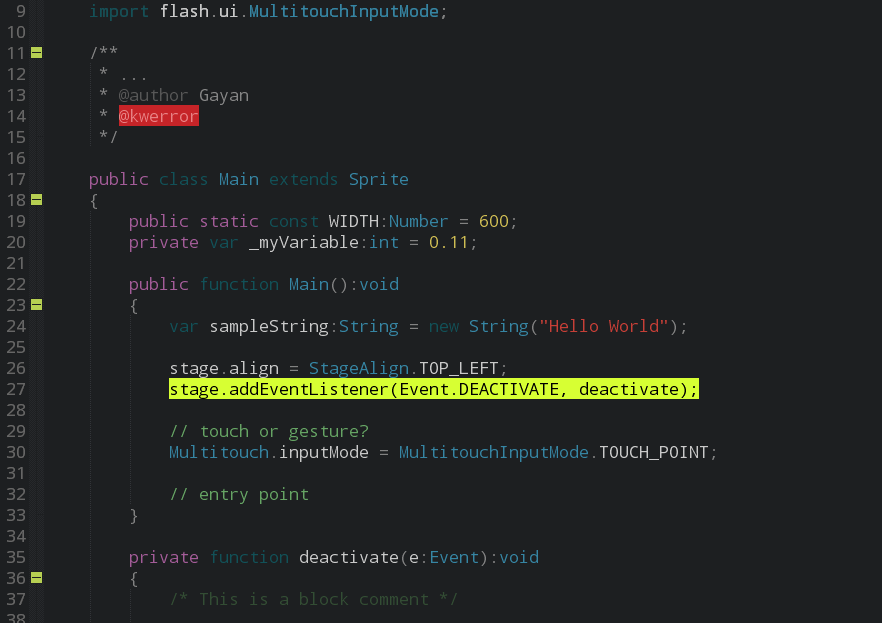 9 import flash.ui.MultitouchInputMode;
10
11 /**
12 * ...
13 * @author Gayan
14 * @kwerror
15 */
16
17 public class Main extends Sprite
18 {
19 public static const WIDTH:Number = 600;
20 private var _myVariable:int = 0.11;
21
22 public function Main():void
23 {
24 var sampleString:String = new String("Hello World");
25
26 stage.align = StageAlign.TOP_LEFT;
27 stage.addEventListener(Event.DEACTIVATE, deactivate);
28
29 // touch or gesture?
30 Multitouch.inputMode = MultitouchInputMode.TOUCH_POINT;
31
32 // entry point
33 }
34
35 private function deactivate(e:Event):void
36 {
37 /* This is a block comment */
38